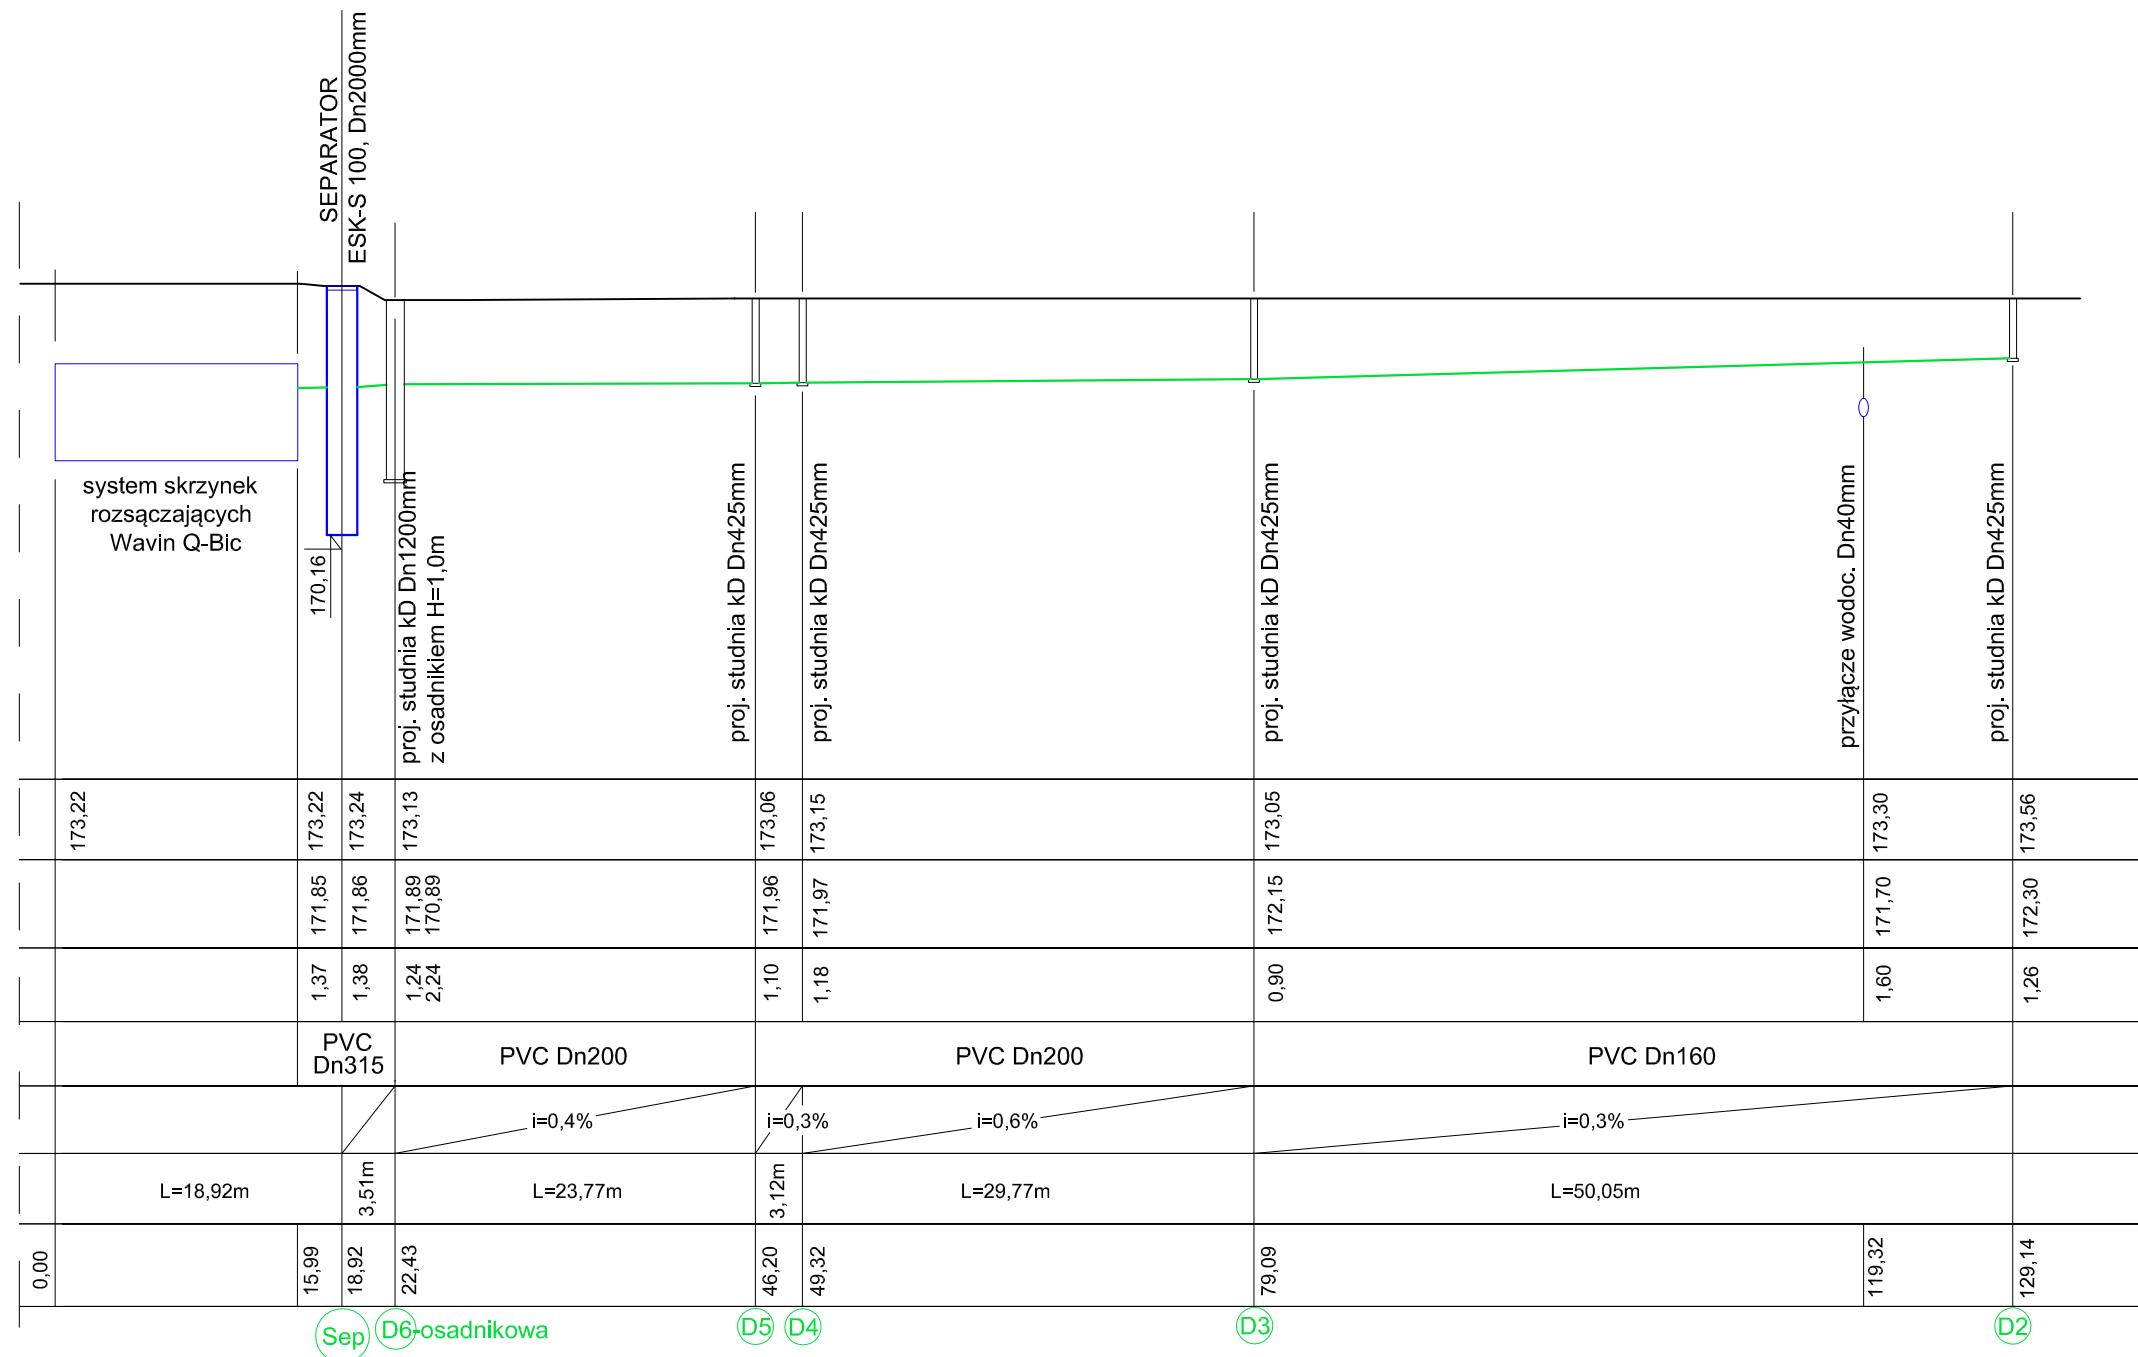 SEPARATOR
ESK-S 100, Dn2000mm
system skrzynek
rozsączających
Wavin Q-Bic
170,16
proj. studnia kD Dn1200mm
z osadnikiem H=1,0m
proj. studnia kD Dn425mm
proj. studnia kD Dn425mm
proj. studnia kD Dn425mm
przyłącze wodoc. Dn40mm
proj. studnia kD Dn425mm
173,22
173,22
173,24
173,13
173,06
173,15
173,05
173,30
173,56
171,85
171,86
171,89
170,89
171,96
171,97
172,15
171,70
172,30
1,37
1,38
1,24
2,24
1,10
1,18
0,90
1,60
1,26
PVC
Dn315
PVC Dn200
PVC Dn200
PVC Dn160
i=0,4%
i=0,3%
i=0,6%
i=0,3%
L=18,92m
3,51m
L=23,77m
3,12m
L=29,77m
L=50,05m
0,00
15,99
18,92
22,43
46,20
49,32
79,09
119,32
129,14
Sep
D6-osadnikowa
D5
D4
D3
D2